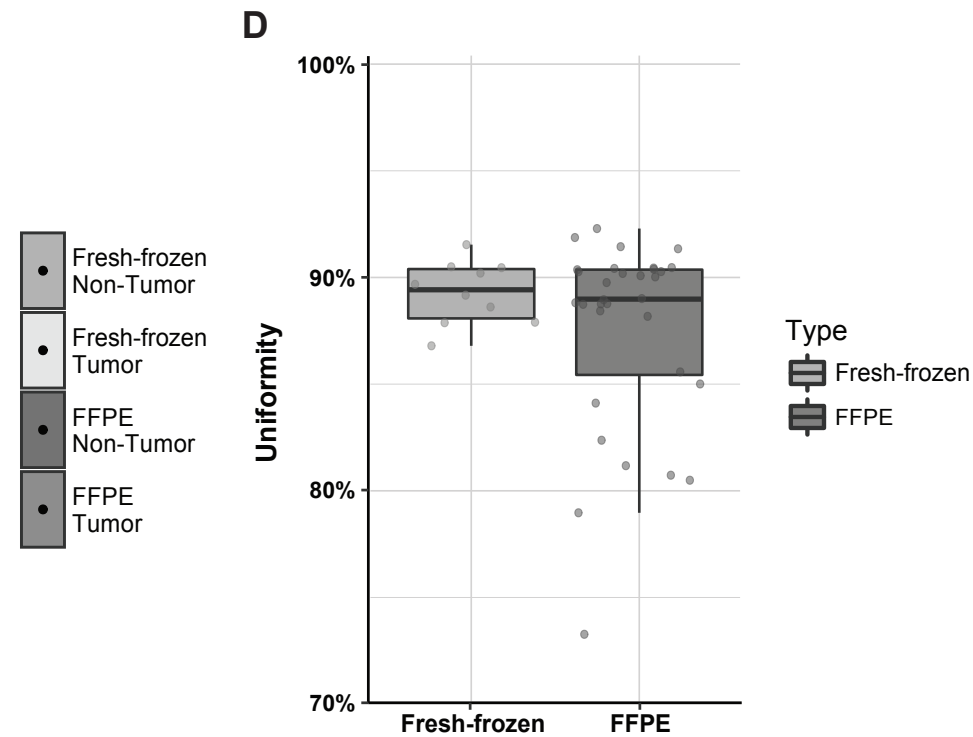 D
100%
90%
80%
70%
Uniformity
Fresh-frozen
FFPE
Fresh-frozen
Non-Tumor
Fresh-frozen
Tumor
FFPE
Non-Tumor
FFPE
Tumor
Type
Fresh-frozen
FFPE